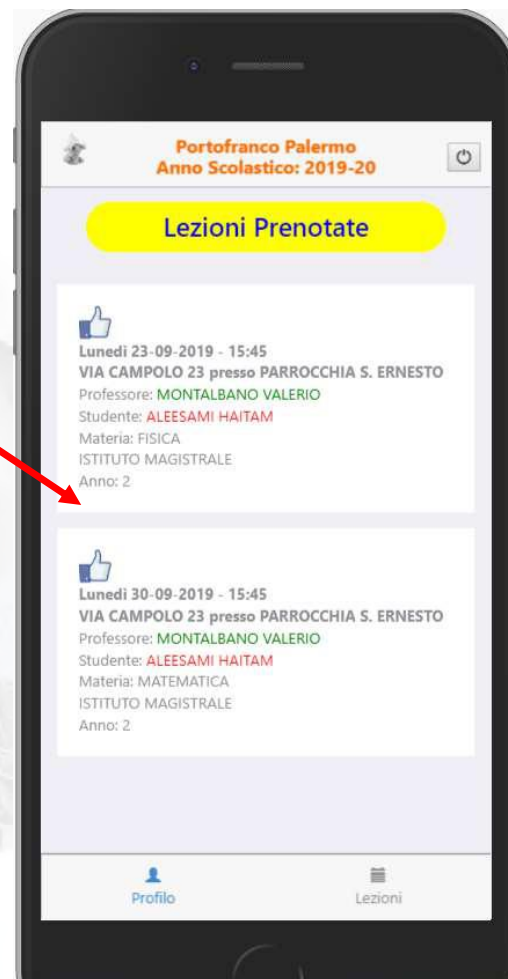 Portofranco Palermo
Anno Scolastico: 2019-20
Lezioni Prenotate
Lunedì 23-09-2019 - 15:45
VIA CAMPOLO 23 presso PARROCCHIA S. ERNESTO
Professore: MONTALBANO VALERIO
Studente: ALEESAMI HAITAM
Materia: FISICA
ISTITUTO MAGISTRALE
Anno: 2
Lunedì 30-09-2019 - 15:45
VIA CAMPOLO 23 presso PARROCCHIA S. ERNESTO
Professore: MONTALBANO VALERIO
Studente: ALEESAMI HAITAM
Materia: MATEMATICA
ISTITUTO MAGISTRALE
Anno: 2
Profilo Lezioni